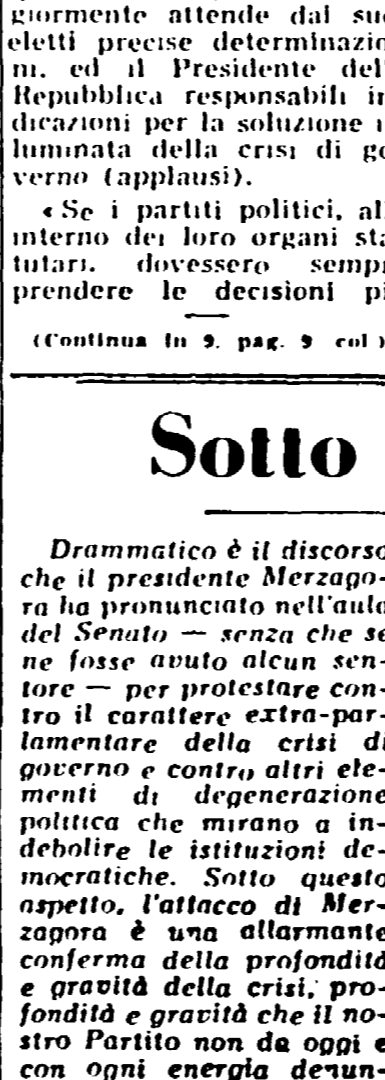 giormente attende dai suoi
eletti precise determinazio
ni. ed il Presidente dell
Repubblica responsabili in
dicazioni per la soluzione il
luminata della crisi di go
verno (applausi).
«Se i partiti politici, all
interno dei loro organi sta
tutari. dovessero sempr
prendere le decisioni pi
(Continua in 9. pag. 9 col)
Sotto
Drammatico è il discorso
che il presidente Merzago-
ra ha pronunciato nell'aula
del Senato — senza che se
ne fosse avuto alcun sen-
tore — per protestare con-
tro il carattere extra-par-
lamentare della crisi di
governo e contro altri ele-
menti di degenerazione
politica che mirano a in-
debolire le istituzioni de-
mocratiche. Sotto questo
aspetto, l'attacco di Mer-
zagora è una allarmante
conferma della profondità
e gravità della crisi, pro-
fondità e gravità che il no-
stro Partito non da oggi e
con ogni energia denun-